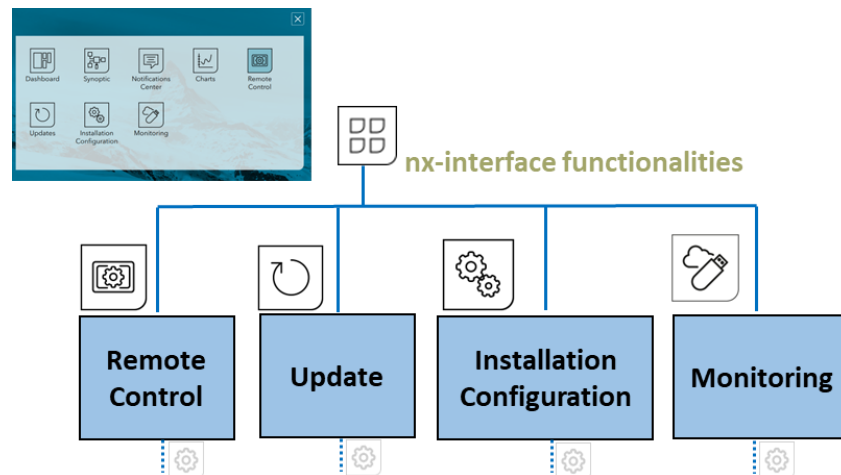 Dashboard
Synoptic
Notifications
Center
Charts
Remote
Control
Updates
Installation
Configuration
Monitoring
nx-interface functionalities
Remote
Control
Update
Installation
Configuration
Monitoring